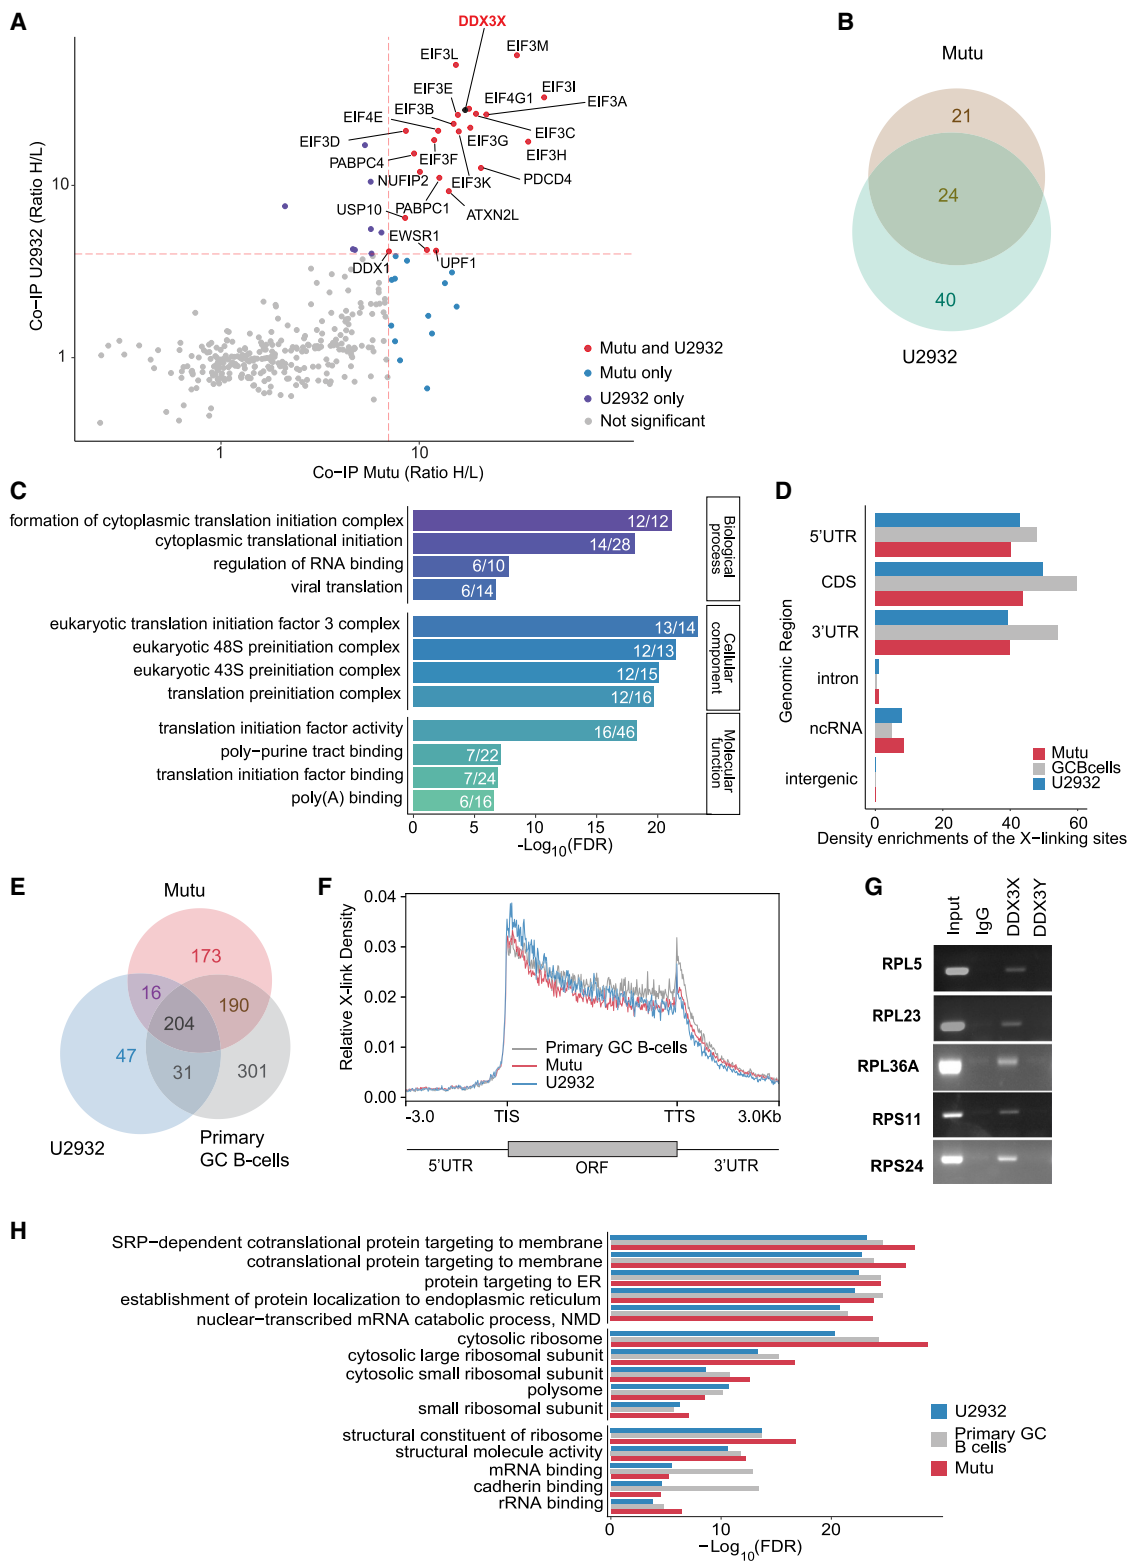 A
DDX3X
EIF3L
EIF3M
EIF3E
EIF3I
EIF4E
EIF3B
EIF4G1
EIF3A
EIF3D
EIF3C
EIF3G
EIF3H
PABPC4
EIF3F
NUFIP2
EIF3K
PDCD4
USP10
PABPC1
ATXN2L
EWSR1
DDX1
UPF1
10
1
Co-IP U2932 (Ratio H/L)
Mutu and U2932
Mutu only
U2932 only
Not significant
1
10
Co-IP Mutu (Ratio H/L)
B
Mutu
21
24
40
U2932
C
formation of cytoplasmic translation initiation complex
12/12
cytoplasmic translational initiation
14/28
regulation of RNA binding
6/10
viral translation
6/14
Biological
process
eukaryotic translation initiation factor 3 complex
13/14
eukaryotic 48S preinitiation complex
12/13
eukaryotic 43S preinitiation complex
12/15
translation preinitiation complex
12/16
Cellular
component
translation initiation factor activity
16/46
poly-purine tract binding
7/22
translation initiation factor binding
7/24
poly(A) binding
6/16
Molecular
function
0
5
10
15
20
-Log10(FDR)
D
Genomic Region
5'UTR
CDS
3'UTR
intron
ncRNA
intergenic
Mutu
GCBcells
U2932
0
20
40
60
Density enrichments of the X-linking sites
E
Mutu
173
16
190
204
47
31
301
U2932
Primary
GC B-cells
F
Relative X-link Density
0.04
0.03
0.02
0.01
0.00
Primary GC B-cells
Mutu
U2932
-3.0
TIS
TTS
3.0Kb
5'UTR
ORF
3'UTR
G
Input
IgG
DDX3X
DDX3Y
RPL5
RPL23
RPL36A
RPS11
RPS24
H
SRP-dependent cotranslational protein targeting to membrane
cotranslational protein targeting to membrane
protein targeting to ER
establishment of protein localization to endoplasmic reticulum
nuclear-transcribed mRNA catabolic process, NMD
cytosolic ribosome
cytosolic large ribosomal subunit
cytosolic small ribosomal subunit
polysome
small ribosomal subunit
structural constituent of ribosome
structural molecule activity
mRNA binding
cadherin binding
rRNA binding
U2932
Primary GC
B cells
Mutu
0
10
20
-Log10(FDR)